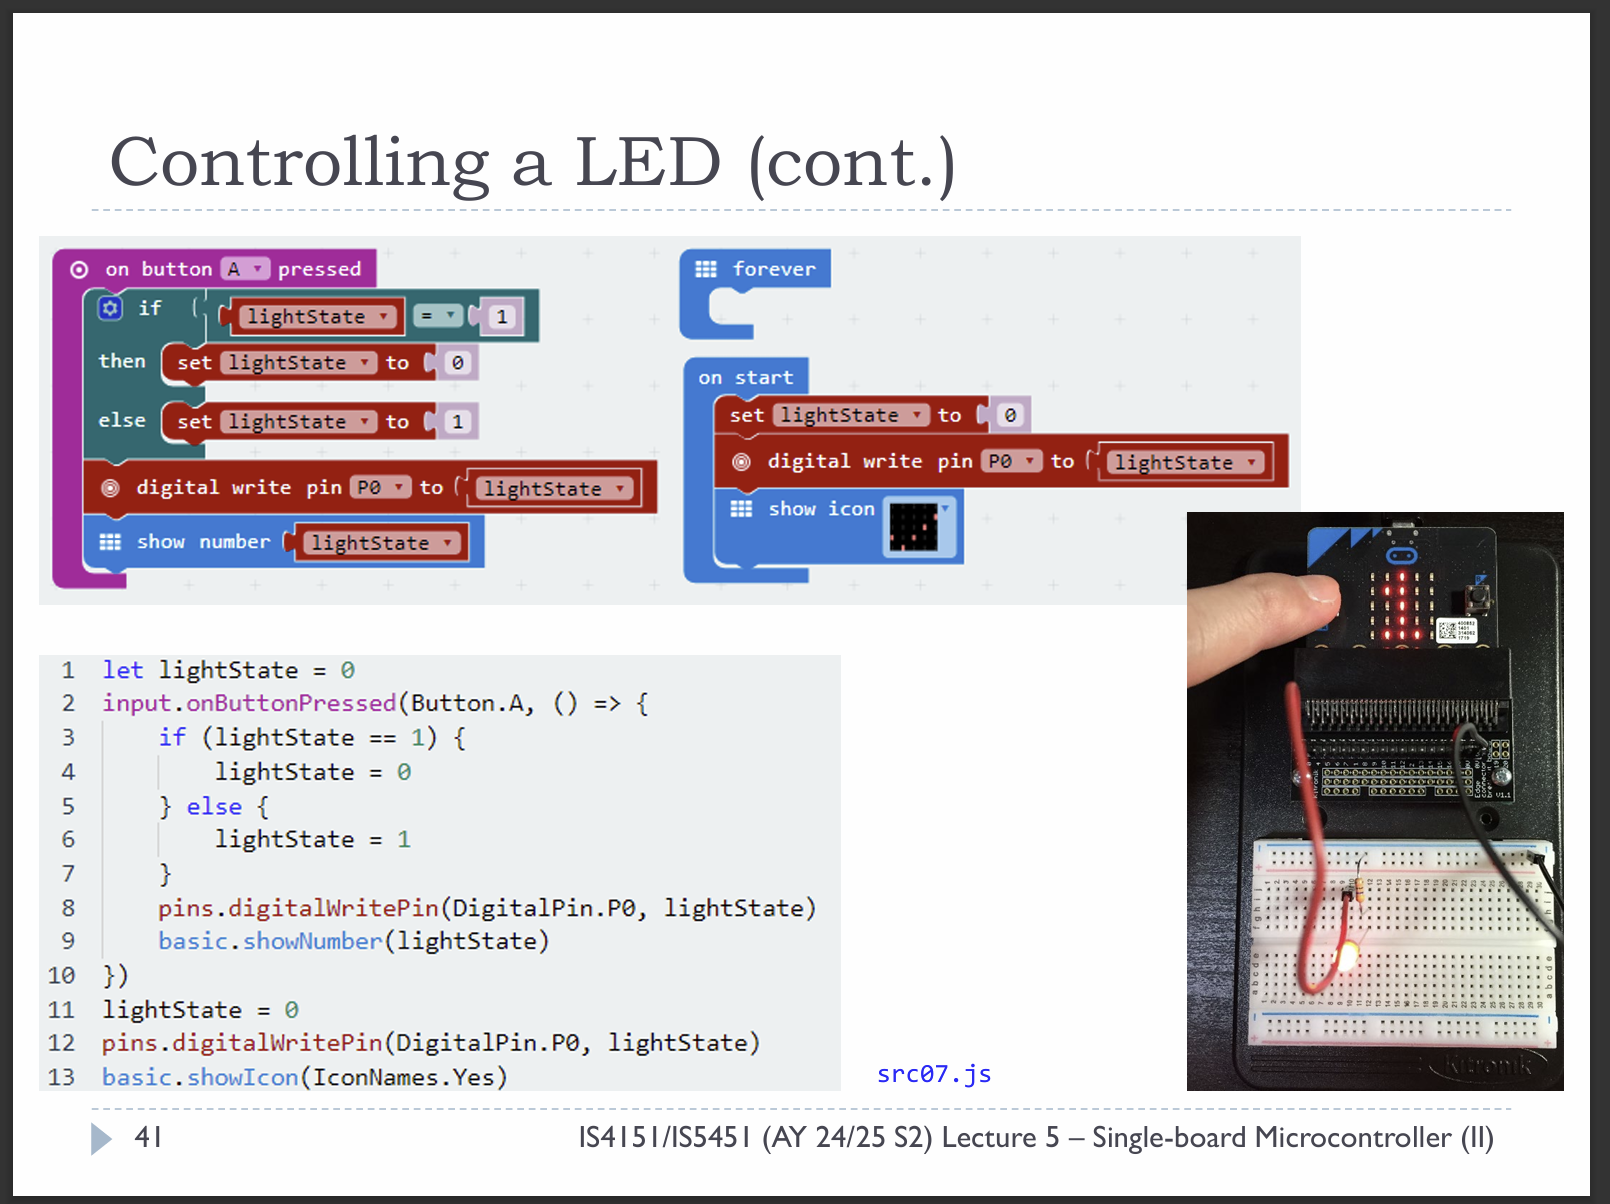 Controlling a LED (cont.)
on button A pressed
if lightState = 1
then set lightState to 0
else set lightState to 1
digital write pin P0 to lightState
show number lightState
forever
on start
set lightState to 0
digital write pin P0 to lightState
show icon
1 let lightState = 0
2 input.onButtonPressed(Button.A, () => {
3 if (lightState == 1) {
4 lightState = 0
5 } else {
6 lightState = 1
7 }
8 pins.digitalWritePin(DigitalPin.P0, lightState)
9 basic.showNumber(lightState)
10 })
11 lightState = 0
12 pins.digitalWritePin(DigitalPin.P0, lightState)
13 basic.showIcon(IconNames.Yes)
src07.js
Kitronik
41
IS4151/IS5451 (AY 24/25 S2) Lecture 5 – Single-board Microcontroller (II)